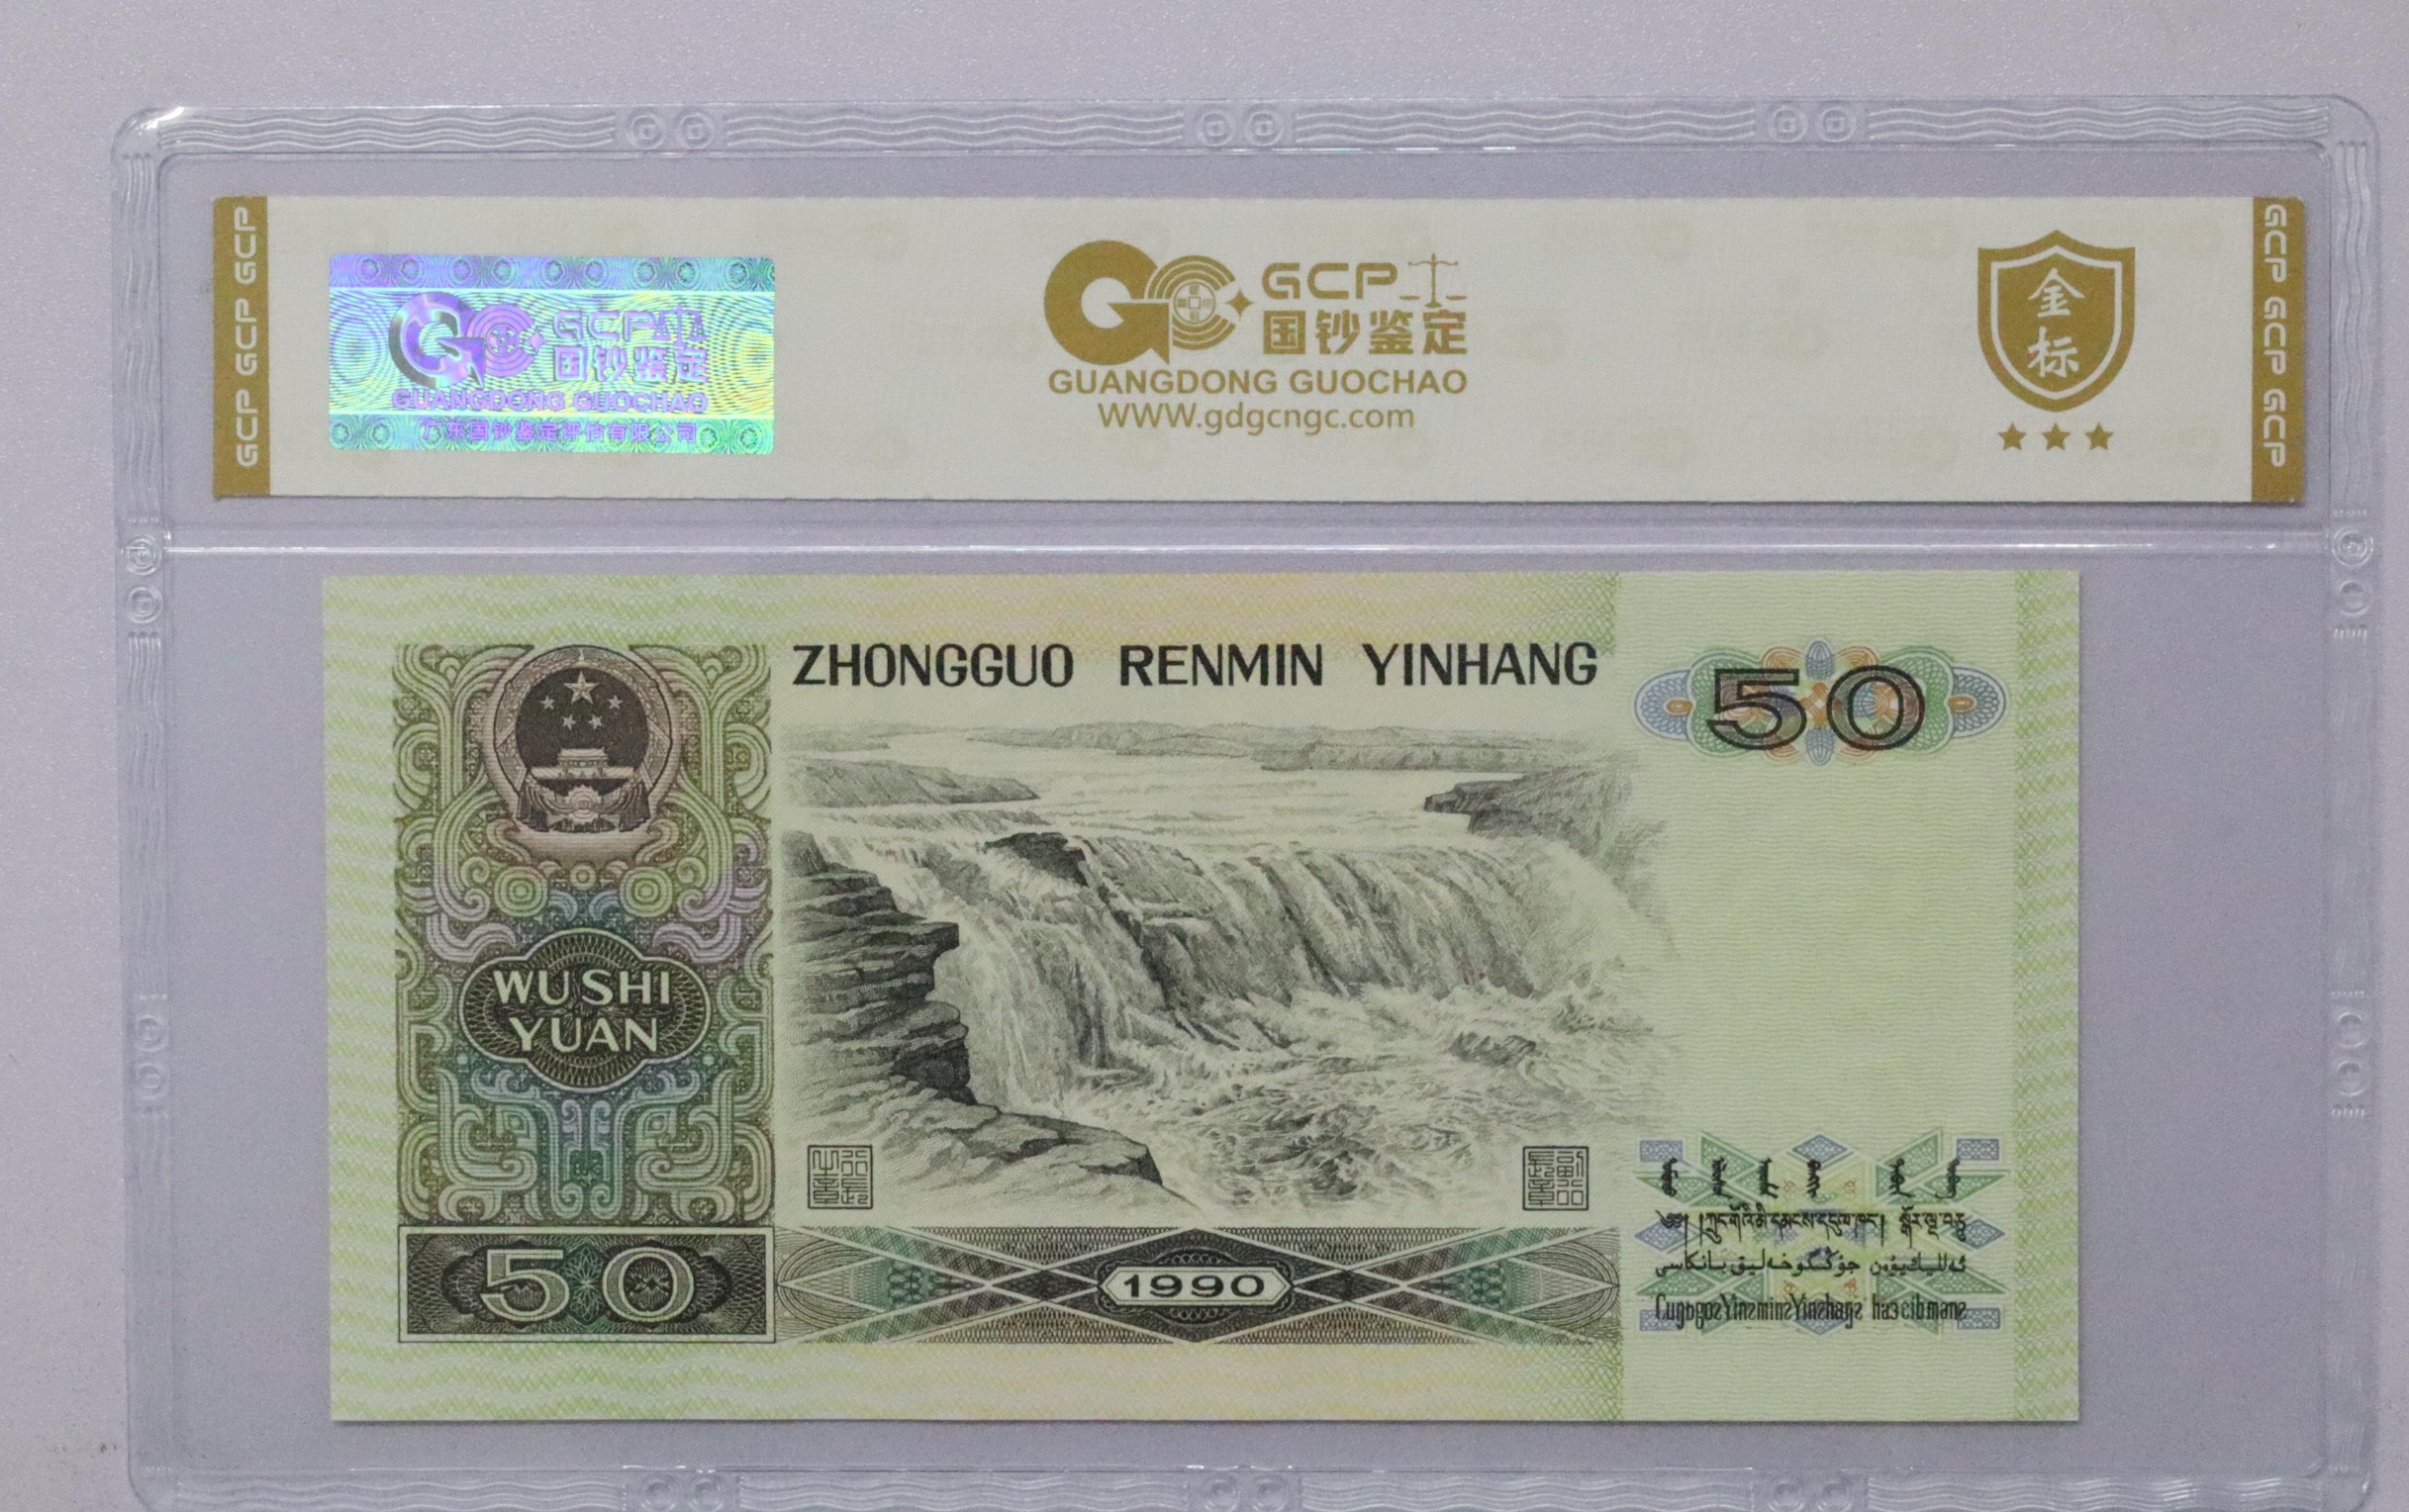 GCP GCP GCP
GCP
国钞鉴定
GUANGDONG GUOCHAO
广东国钞鉴定评估有限公司
GCP
国钞鉴定
GUANGDONG GUOCHAO
WWW.gdgcngc.com
金
标
GCP GCP GCP
ZHONGGUO RENMIN YINHANG
50
WU SHI
YUAN
50
1990